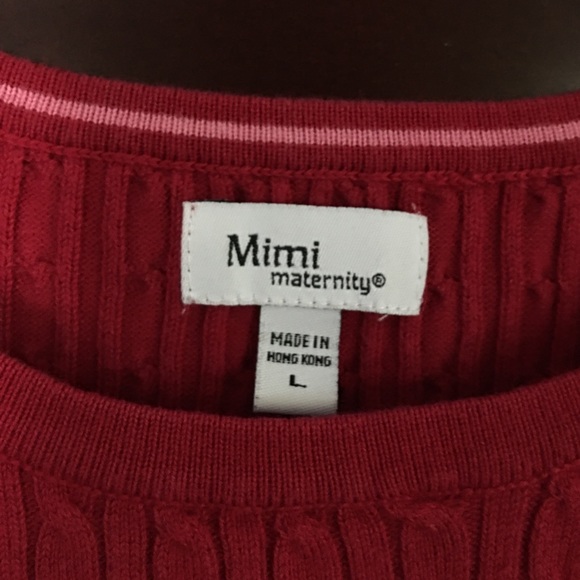 Mimi
maternity®
MADE IN
HONG KONG
L